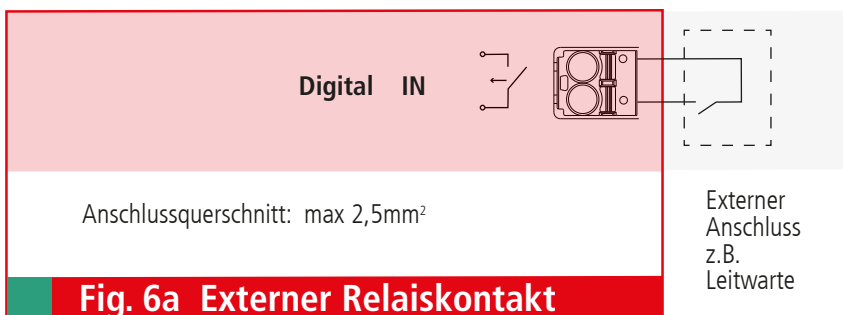 Digital IN
Anschlussquerschnitt: max 2,5mm²
Externer
Anschluss
z.B.
Leitwarte
Fig. 6a Externer Relaiskontakt